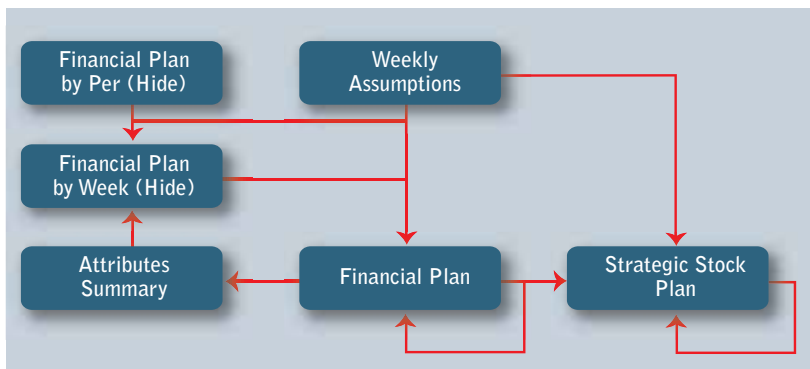 Financial Plan
by Per (Hide)
Weekly
Assumptions
Financial Plan
by Week (Hide)
Attributes
Summary
Financial Plan
Strategic Stock
Plan